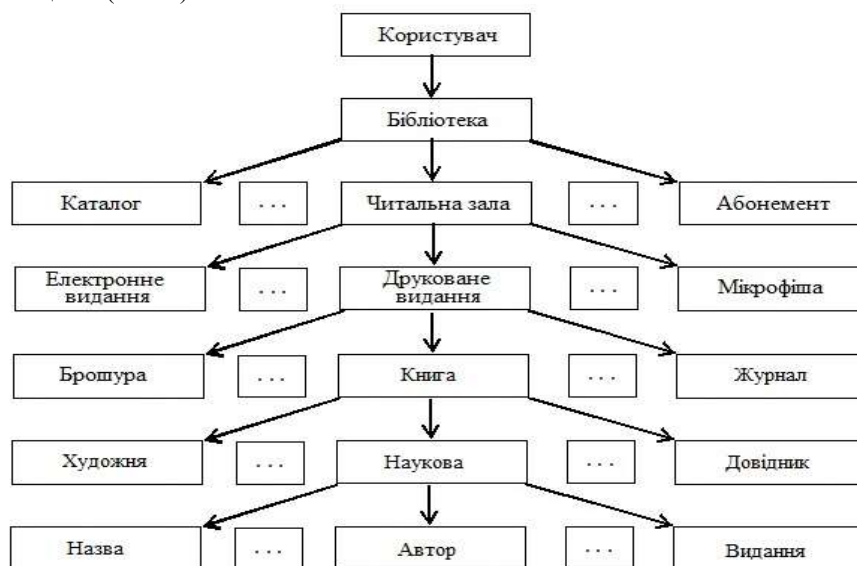 Користувач
Бібліотека
Каталог ... Читальна зала ... Абонемент
Електронне видання ... Друковане видання ... Мікрофіша
Брошура ... Книга ... Журнал
Художня ... Наукова ... Довідник
Назва ... Автор ... Видання